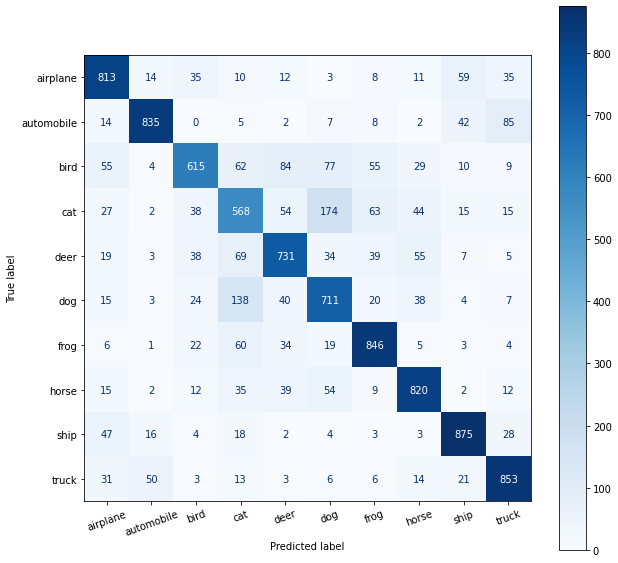 airplane 813 14 35 10 12 3 8 11 59 35
automobile 14 835 0 5 2 7 8 2 42 85
bird 55 4 615 62 84 77 55 29 10 9
cat 27 2 38 568 54 174 63 44 15 15
deer 19 3 38 69 731 34 39 55 7 5
dog 15 3 24 138 40 711 20 38 4 7
frog 6 1 22 60 34 19 846 5 3 4
horse 15 2 12 35 39 54 9 820 2 12
ship 47 16 4 18 2 4 3 3 875 28
truck 31 50 3 13 3 6 6 14 21 853
airplane automobile bird cat deer dog frog horse ship truck
Predicted label
True label
800
700
600
500
400
300
200
100
0